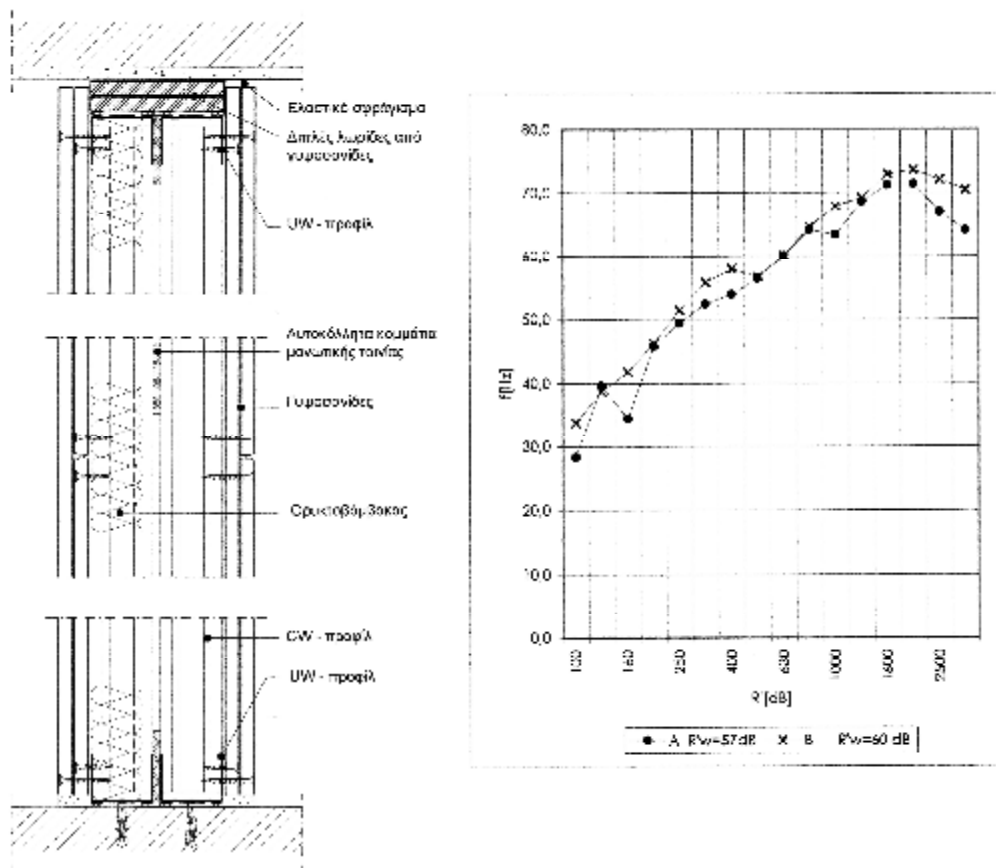 Ελαστικό σφράγισμα
Διπλές λωρίδες από
γυψοσανίδες
UW - προφίλ
Αυτοκόλλητα κομμάτια
μονωτικής ταινίας
Γυψοσανίδες
Ορυκτοβάμβακας
CW - προφίλ
UW - προφίλ
80,0
70,0
60,0
50,0
40,0
30,0
20,0
10,0
0,0
f[Hz]
100
160
250
400
630
1000
1600
2500
R'[dB]
A R'w=57 dB
B R'w=60 dB